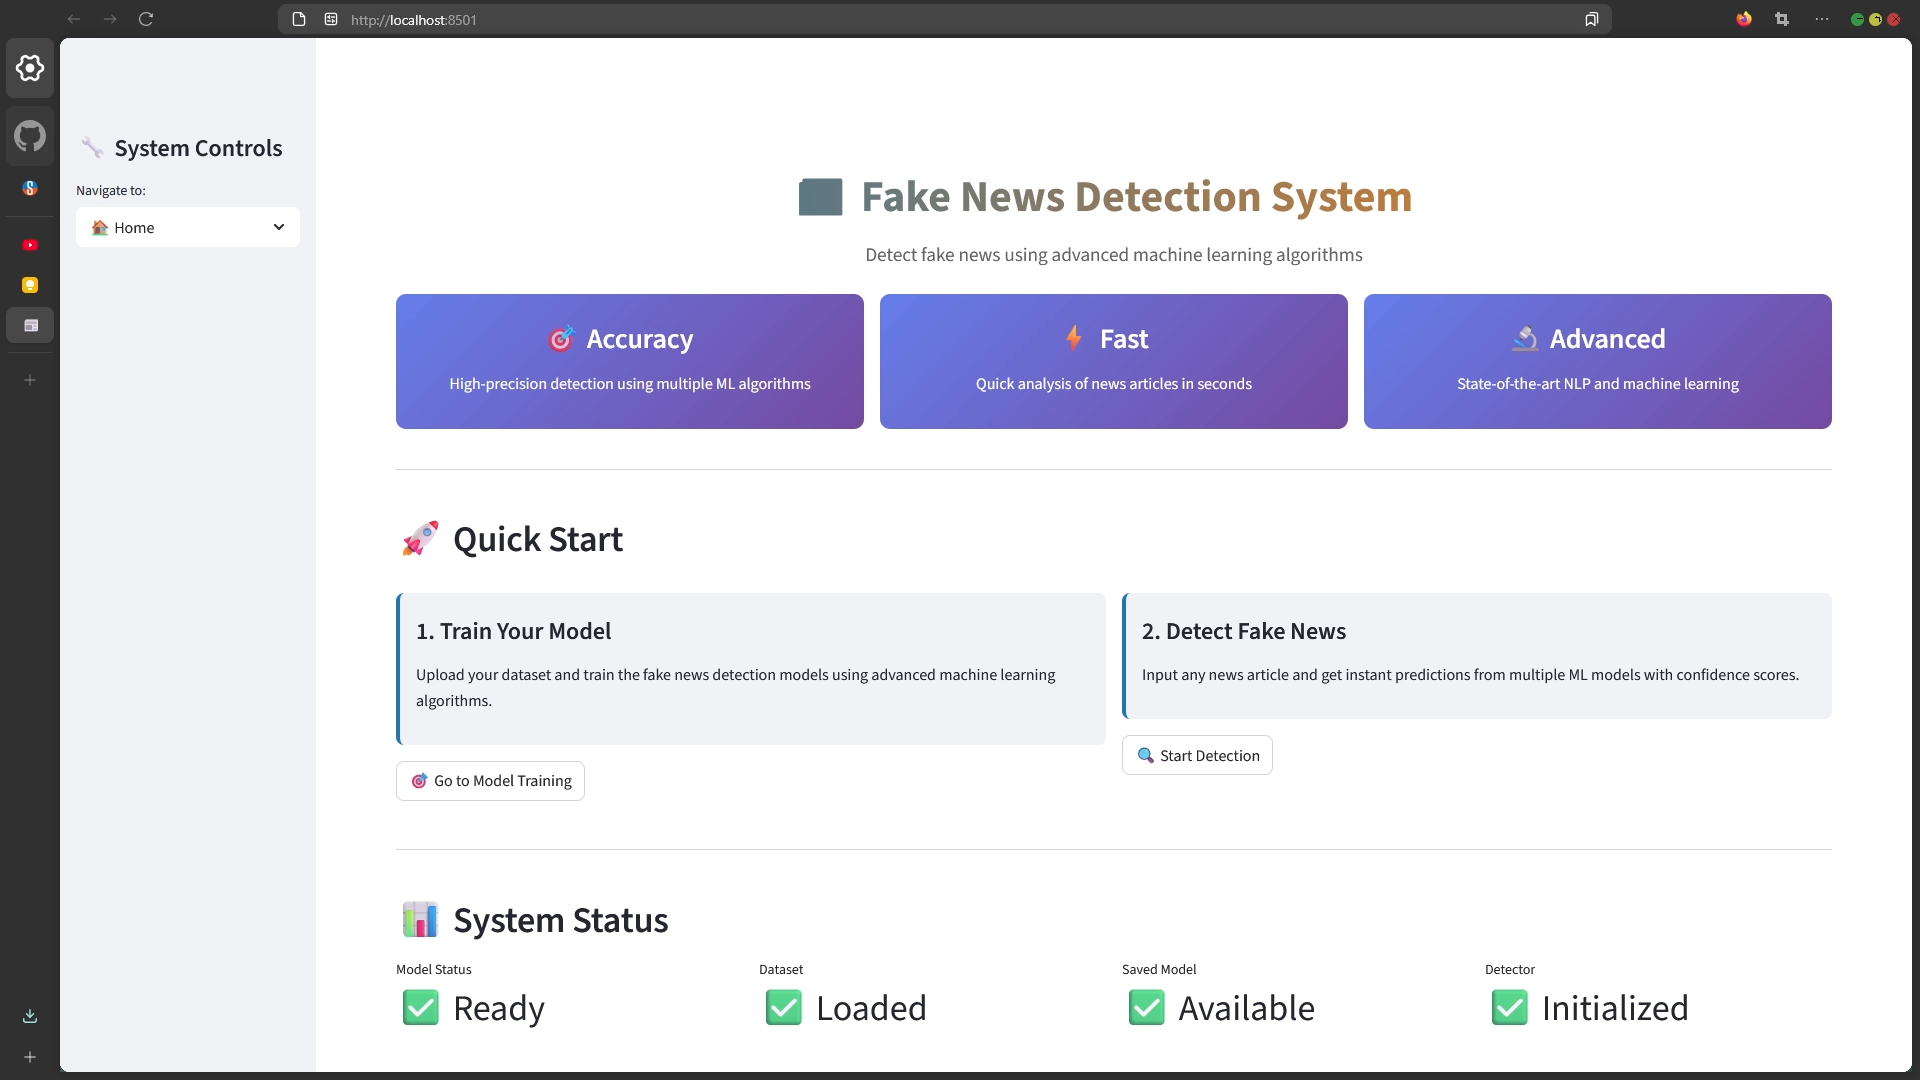 http://localhost:8501
System Controls
Navigate to:
Home
Fake News Detection System
Detect fake news using advanced machine learning algorithms
Accuracy
High-precision detection using multiple ML algorithms
Fast
Quick analysis of news articles in seconds
Advanced
State-of-the-art NLP and machine learning
Quick Start
1. Train Your Model
Upload your dataset and train the fake news detection models using advanced machine learning
algorithms.
Go to Model Training
2. Detect Fake News
Input any news article and get instant predictions from multiple ML models with confidence scores.
Start Detection
System Status
Model Status
Ready
Dataset
Loaded
Saved Model
Available
Detector
Initialized